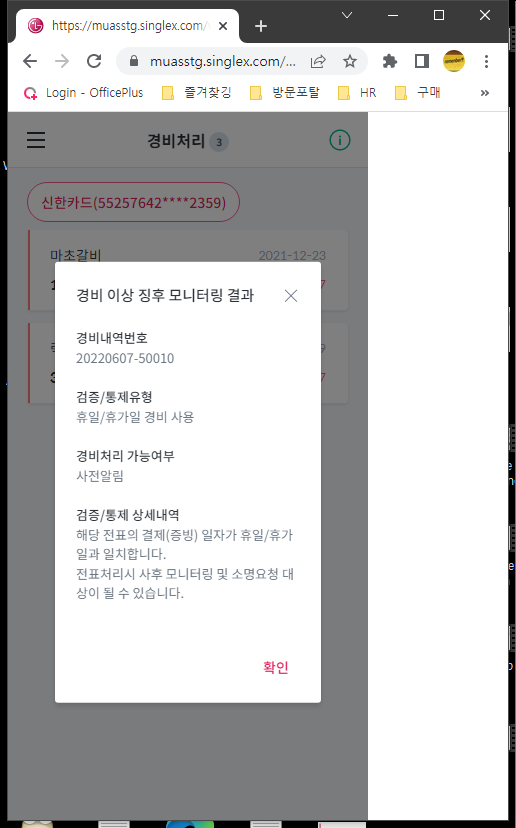 https://muasstg.singlex.com/
muasstg.singlex.com/...
Login - OfficePlus
즐겨찾깅
방문포탈
HR
구매
»
경비처리 3
신한카드(55257642****2359)
마초갈비
2021-12-23
경비 이상 징후 모니터링 결과
경비내역번호
20220607-50010
검증/통제유형
휴일/휴가일 경비 사용
경비처리 가능여부
사전알림
검증/통제 상세내역
해당 전표의 결제(증빙) 일자가 휴일/휴가
일과 일치합니다.
전표처리시 사후 모니터링 및 소명요청 대
상이 될 수 있습니다.
확인